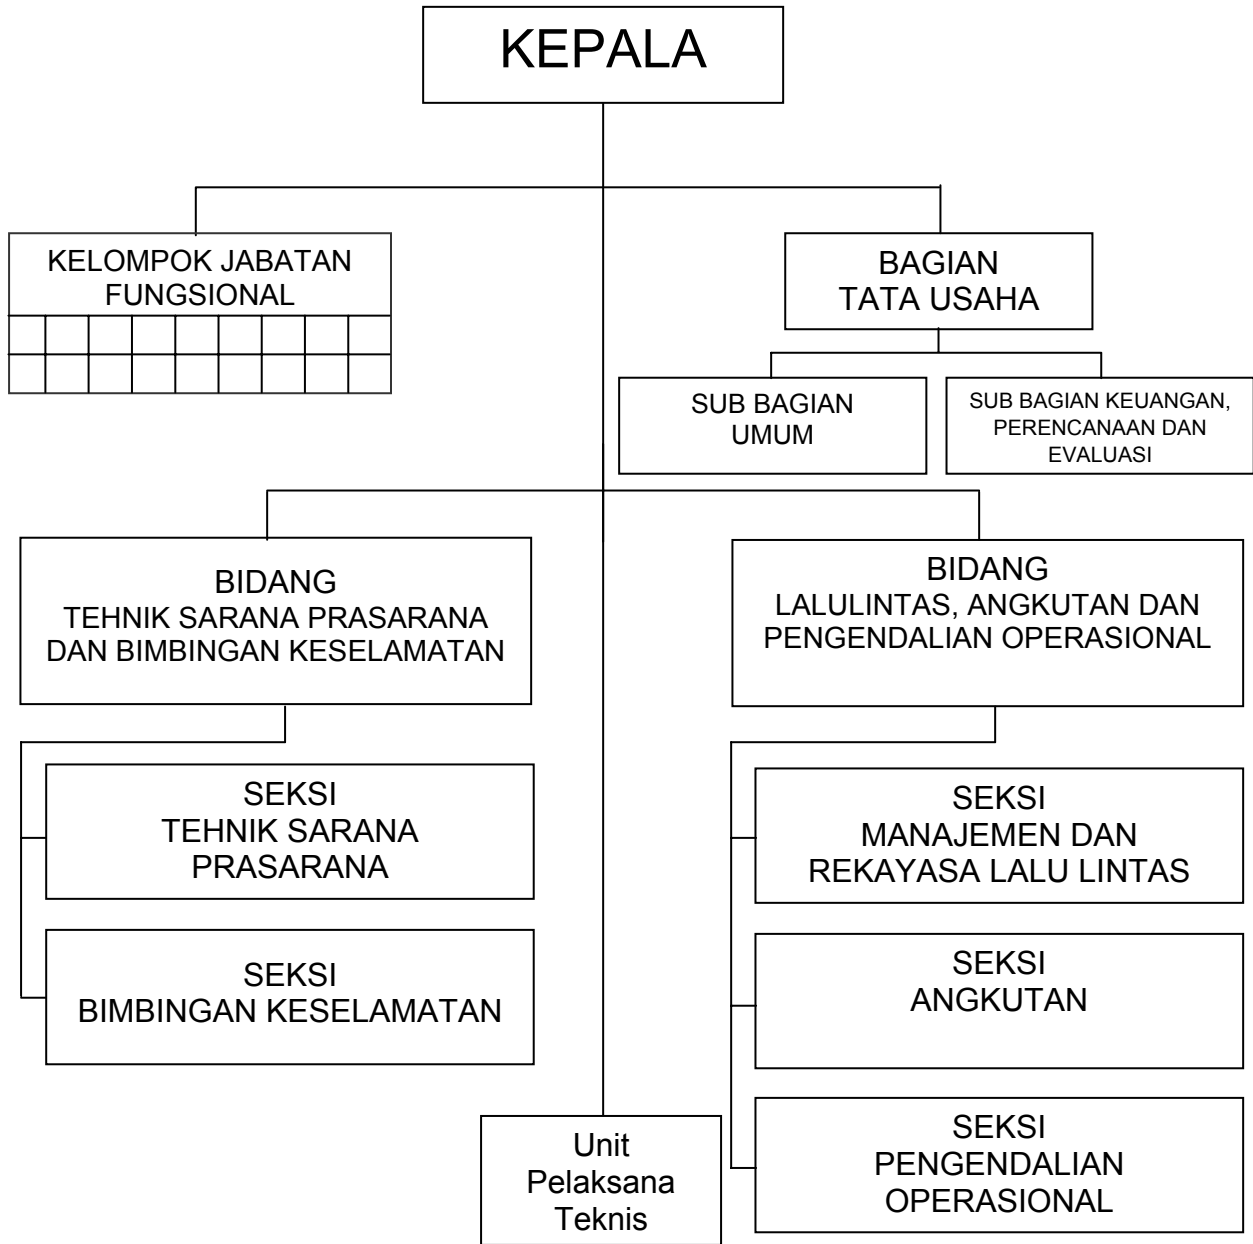 KEPALA
KELOMPOK JABATAN
FUNGSIONAL
BAGIAN
TATA USAHA
SUB BAGIAN
UMUM
SUB BAGIAN KEUANGAN,
PERENCANAAN DAN
EVALUASI
BIDANG
TEHNIK SARANA PRASARANA
DAN BIMBINGAN KESELAMATAN
BIDANG
LALULINTAS, ANGKUTAN DAN
PENGENDALIAN OPERASIONAL
SEKSI
TEHNIK SARANA
PRASARANA
SEKSI
BIMBINGAN KESELAMATAN
SEKSI
MANAJEMEN DAN
REKAYASA LALU LINTAS
SEKSI
ANGKUTAN
SEKSI
PENGENDALIAN
OPERASIONAL
Unit
Pelaksana
Teknis